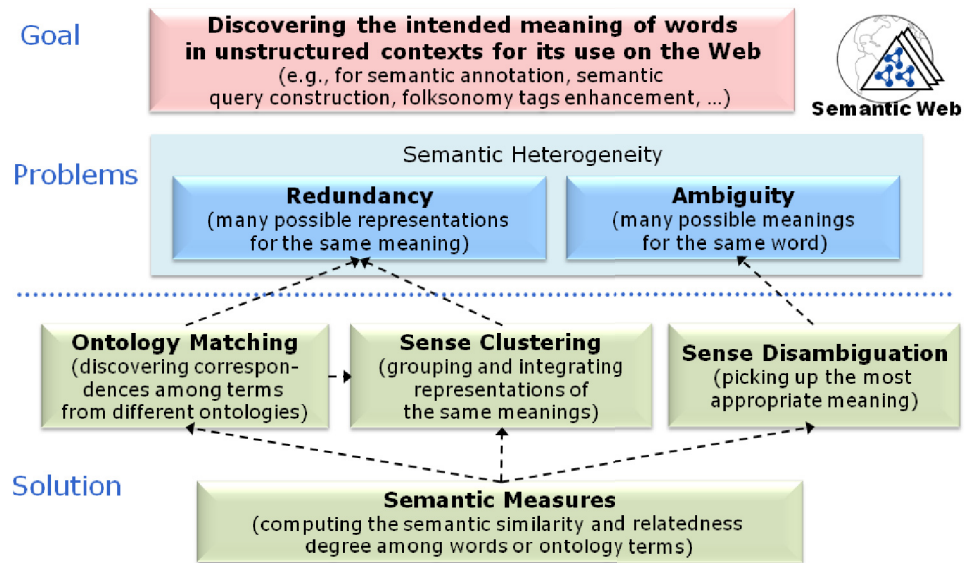 Goal
Discovering the intended meaning of words
in unstructured contexts for its use on the Web
(e.g., for semantic annotation, semantic
query construction, folksonomy tags enhancement, ...)
Semantic Web
Problems
Semantic Heterogeneity
Redundancy
(many possible representations
for the same meaning)
Ambiguity
(many possible meanings
for the same word)
Ontology Matching
(discovering correspon-
dences among terms
from different ontologies)
Sense Clustering
(grouping and integrating
representations of
the same meanings)
Sense Disambiguation
(picking up the most
appropriate meaning)
Solution
Semantic Measures
(computing the semantic similarity and relatedness
degree among words or ontology terms)